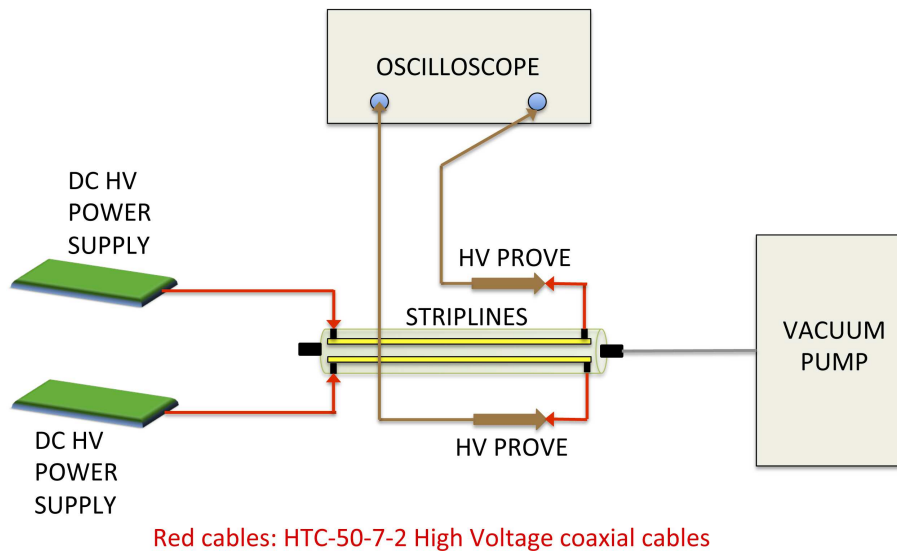 OSCILLOSCOPE
DC HV
POWER
SUPPLY
HV PROVE
STRIPLINES
VACUUM
PUMP
DC HV
POWER
SUPPLY
HV PROVE
Red cables: HTC-50-7-2 High Voltage coaxial cables